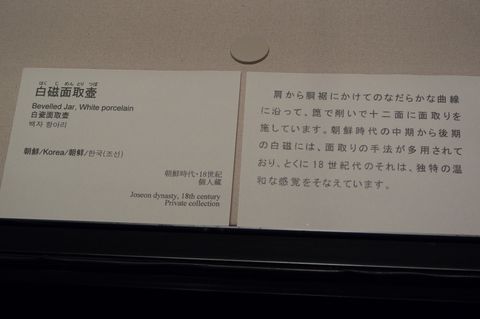 はく じ めん とり つぼ
白磁面取壷
Bevelled Jar, White porcelain
白瓷面取壺
백자 항아리
朝鮮/Korea/朝鲜/한국(조선)
朝鮮時代・18世紀
個人蔵
Joseon dynasty, 18th century
Private collection
肩から胴裾にかけてのなだらかな曲線
に沿って、箆で削いで十二面に面取りを
施しています。朝鮮時代の中期から後期
の白磁には、面取りの手法が多用されて
おり、とくに18世紀代のそれは、独特の温
和な感覚をそなえています。